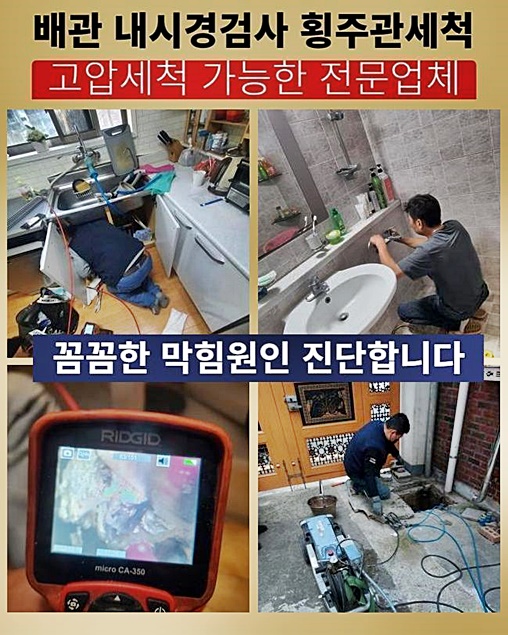 배관 내시경검사 횡주관세척
고압세척 가능한 전문업체
꼼꼼한 막힘원인 진단합니다
RIDGID
micro CA-350